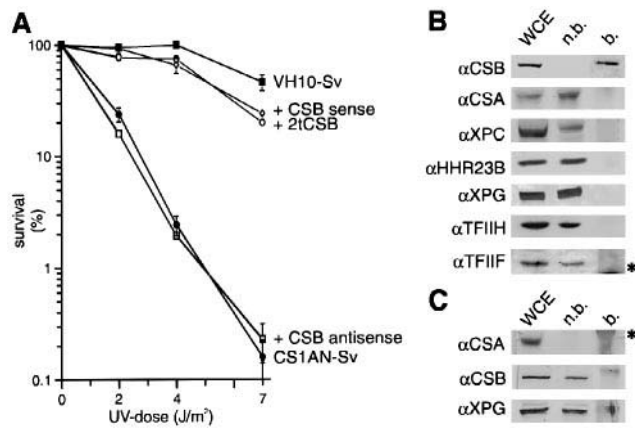 A
100
10
1
0.1
survival
(%)
0
2
4
7
UV-dose (J/m²)
VH10-Sv
+ CSB sense
+ 2tCSB
+ CSB antisense
CS1AN-Sv
B
WCE n.b. b.
αCSB
αCSA
αXPC
αHHR23B
αXPG
αTFIIH
αTFIIF *
C
WCE n.b. b.
αCSA *
αCSB
αXPG